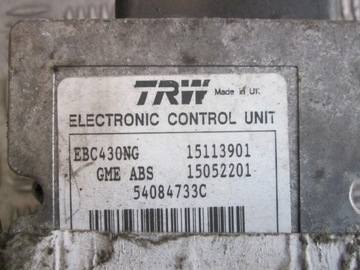 TRW Made in UK
ELECTRONIC CONTROL UNIT
EBC430NG 15113901
GME ABS 15052201
54084733C